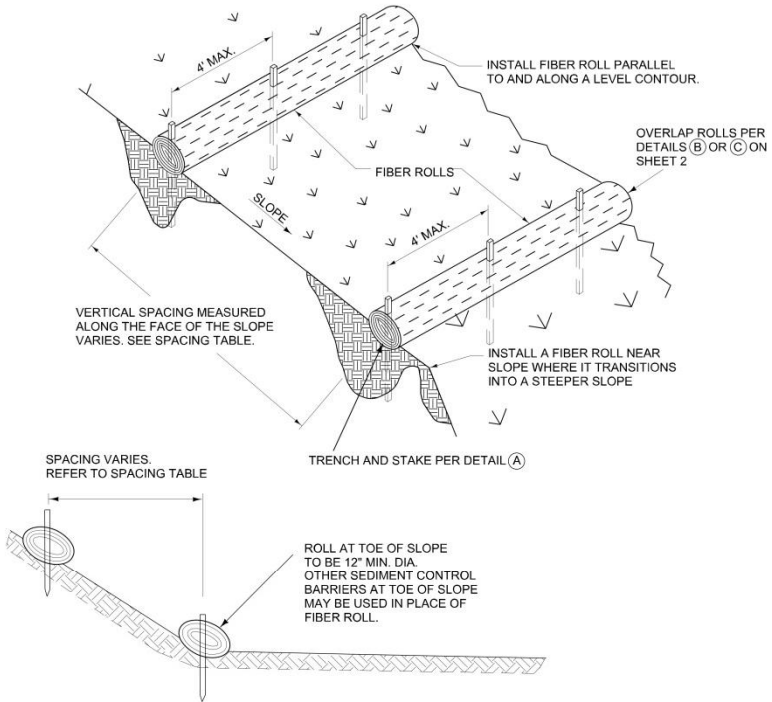 4' MAX.
INSTALL FIBER ROLL PARALLEL
TO AND ALONG A LEVEL CONTOUR.
OVERLAP ROLLS PER
DETAILS B OR C ON
SHEET 2
FIBER ROLLS
SLOPE
4' MAX.
VERTICAL SPACING MEASURED
ALONG THE FACE OF THE SLOPE
VARIES. SEE SPACING TABLE.
INSTALL A FIBER ROLL NEAR
SLOPE WHERE IT TRANSITIONS
INTO A STEEPER SLOPE
TRENCH AND STAKE PER DETAIL A
SPACING VARIES.
REFER TO SPACING TABLE
ROLL AT TOE OF SLOPE
TO BE 12" MIN. DIA.
OTHER SEDIMENT CONTROL
BARRIERS AT TOE OF SLOPE
MAY BE USED IN PLACE OF
FIBER ROLL.